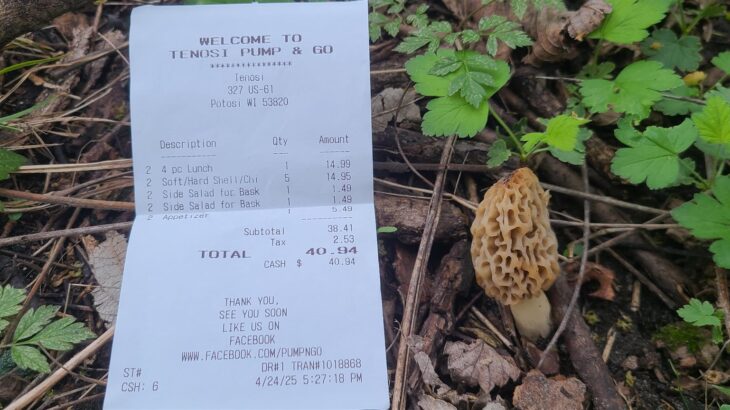 WELCOME TO
TENOSI PUMP & GO
****************
Tenosi
327 US-61
Potosi WI 53820
Description Qty Amount
2 4 pc Lunch 1 14.99
2 Soft/Hard Shell/Chi 5 14.95
2 Side Salad for Bask 1 1.49
2 Side Salad for Bask 1 1.49
2 Appetizer 1 5.49
Subtotal 38.41
Tax 2.53
TOTAL 40.94
CASH $ 40.94
THANK YOU,
SEE YOU SOON
LIKE US ON
FACEBOOK
WWW.FACEBOOK.COM/PUMPNGO
ST# DR#1 TRAN#1018868
CSH: 6 4/24/25 5:27:18 PM